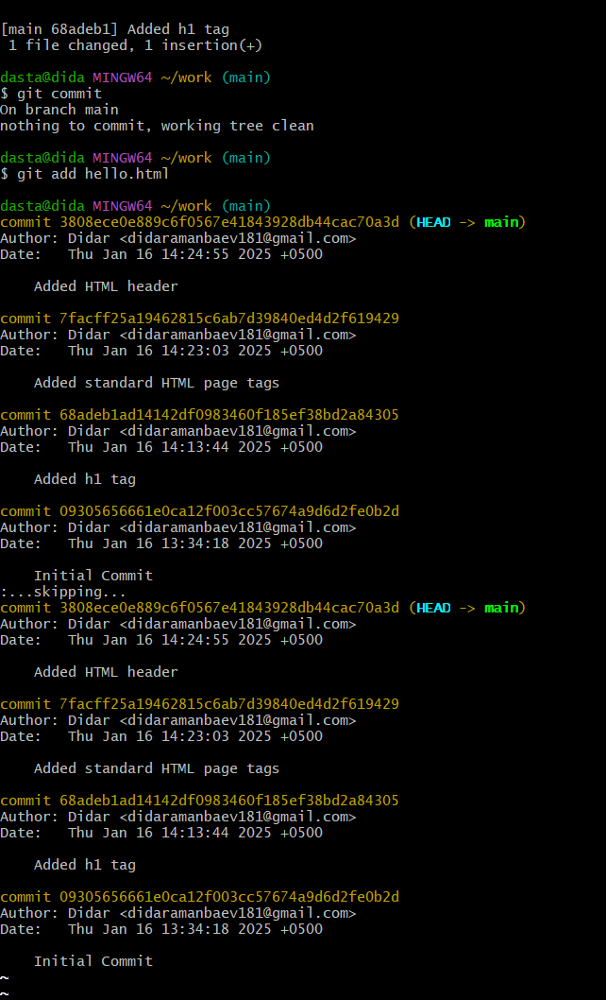 [main 68adeb1] Added h1 tag
 1 file changed, 1 insertion(+)
dasta@dida MINGW64 ~/work (main)
$ git commit
On branch main
nothing to commit, working tree clean
dasta@dida MINGW64 ~/work (main)
$ git add hello.html
dasta@dida MINGW64 ~/work (main)
commit 3808ece0e889c6f0567e41843928db44cac70a3d (HEAD -> main)
Author: Didar <didaramanbaev181@gmail.com>
Date:   Thu Jan 16 14:24:55 2025 +0500
    Added HTML header
commit 7facff25a19462815c6ab7d39840ed4d2f619429
Author: Didar <didaramanbaev181@gmail.com>
Date:   Thu Jan 16 14:23:03 2025 +0500
    Added standard HTML page tags
commit 68adeb1ad14142df0983460f185ef38bd2a84305
Author: Didar <didaramanbaev181@gmail.com>
Date:   Thu Jan 16 14:13:44 2025 +0500
    Added h1 tag
commit 09305656661e0ca12f003cc57674a9d6d2fe0b2d
Author: Didar <didaramanbaev181@gmail.com>
Date:   Thu Jan 16 13:34:18 2025 +0500
    Initial Commit
:...skipping...
commit 3808ece0e889c6f0567e41843928db44cac70a3d (HEAD -> main)
Author: Didar <didaramanbaev181@gmail.com>
Date:   Thu Jan 16 14:24:55 2025 +0500
    Added HTML header
commit 7facff25a19462815c6ab7d39840ed4d2f619429
Author: Didar <didaramanbaev181@gmail.com>
Date:   Thu Jan 16 14:23:03 2025 +0500
    Added standard HTML page tags
commit 68adeb1ad14142df0983460f185ef38bd2a84305
Author: Didar <didaramanbaev181@gmail.com>
Date:   Thu Jan 16 14:13:44 2025 +0500
    Added h1 tag
commit 09305656661e0ca12f003cc57674a9d6d2fe0b2d
Author: Didar <didaramanbaev181@gmail.com>
Date:   Thu Jan 16 13:34:18 2025 +0500
    Initial Commit
~
~